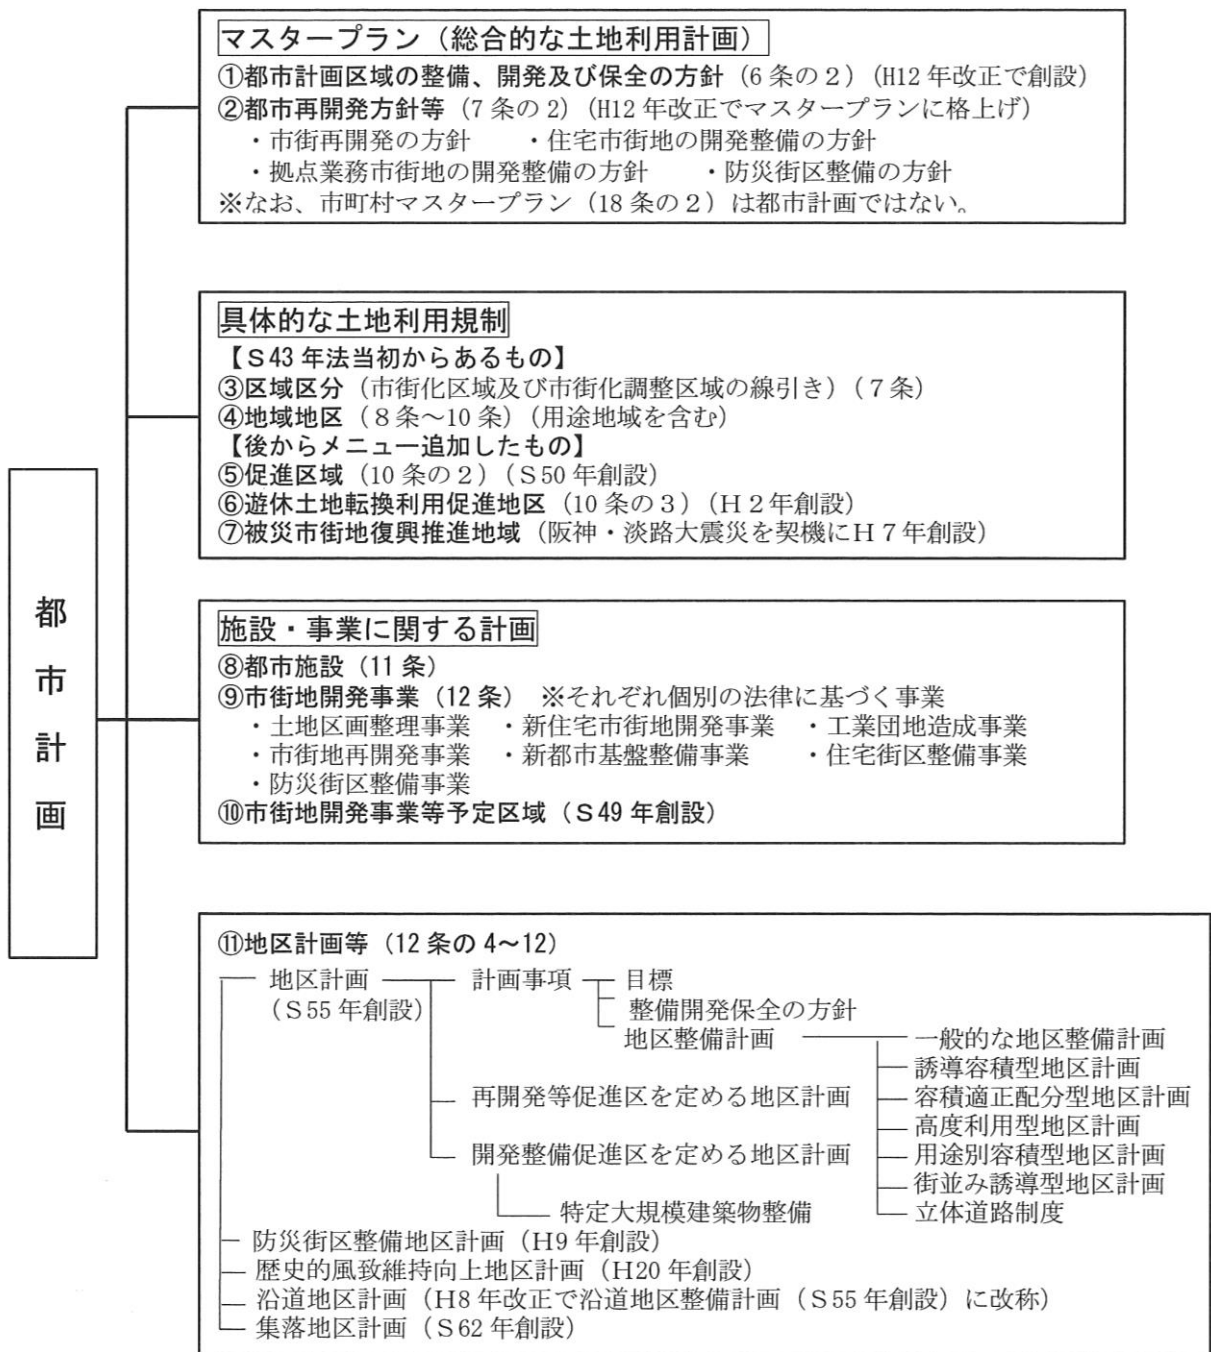 マスタープラン（総合的な土地利用計画）
①都市計画区域の整備、開発及び保全の方針（6条の2）（H12年改正で創設）
②都市再開発方針等（7条の2）（H12年改正でマスタープランに格上げ）
・市街再開発の方針　・住宅市街地の開発整備の方針
・拠点業務市街地の開発整備の方針　・防災街区整備の方針
※なお、市町村マスタープラン（18条の2）は都市計画ではない。
具体的な土地利用規制
【S43年法当初からあるもの】
③区域区分（市街化区域及び市街化調整区域の線引き）（７条）
④地域地区（８条～10条）（用途地域を含む）
【後からメニュー追加したもの】
⑤促進区域（10条の２）（S50年創設）
⑥遊休土地転換利用促進地区（10条の３）（H２年創設）
⑦被災市街地復興推進地域（阪神・淡路大震災を契機にH７年創設）
都市計画
施設・事業に関する計画
⑧都市施設（11条）
⑨市街地開発事業（12条）　※それぞれ個別の法律に基づく事業
・土地区画整理事業　・新住宅市街地開発事業　・工業団地造成事業
・市街地再開発事業　・新都市基盤整備事業　・住宅街区整備事業
・防災街区整備事業
⑩市街地開発事業等予定区域（S49年創設）
⑪地区計画等（12条の4～12）
地区計画　計画事項　目標
（S55年創設）　整備開発保全の方針
地区整備計画　一般的な地区整備計画
誘導容積型地区計画
再開発等促進区を定める地区計画　容積適正配分型地区計画
高度利用型地区計画
開発整備促進区を定める地区計画　用途別容積型地区計画
街並み誘導型地区計画
特定大規模建築物整備　立体道路制度
防災街区整備地区計画（H9年創設）
歴史的風致維持向上地区計画（H20年創設）
沿道地区計画（H8年改正で沿道地区整備計画（S55年創設）に改称）
集落地区計画（S62年創設）